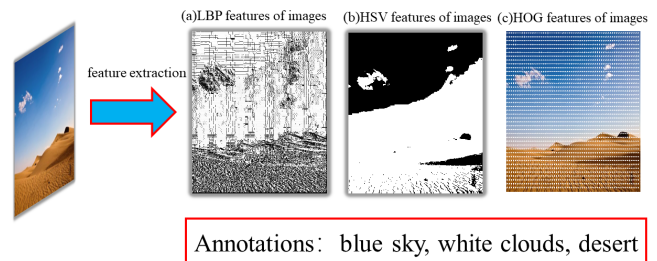 (a)LBP features of images
(b)HSV features of images
(c)HOG features of images
feature extraction
Annotations: blue sky, white clouds, desert